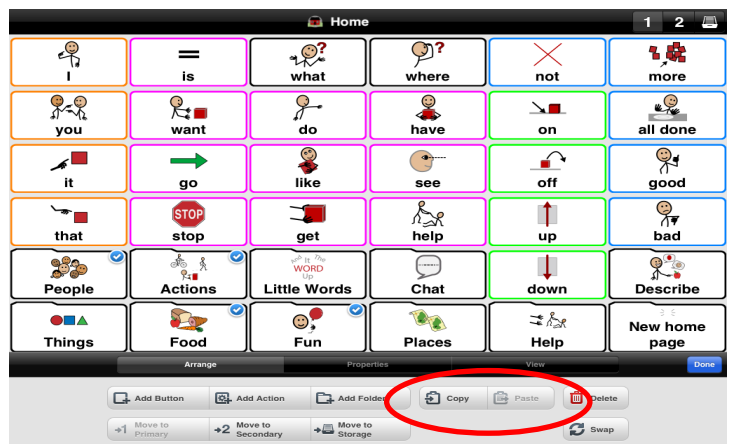 Home
1 2
I is what where not more
you want do have on all done
it go like see off good
STOP
that stop get help up bad
And It The
WORD
Up
People Actions Little Words Chat down Describe
Things Food Fun Places Help New home page
Arrange Properties View Done
Add Button Add Action Add Folder Copy Paste Delete
→1 Move to Primary →2 Move to Secondary Move to Storage Swap